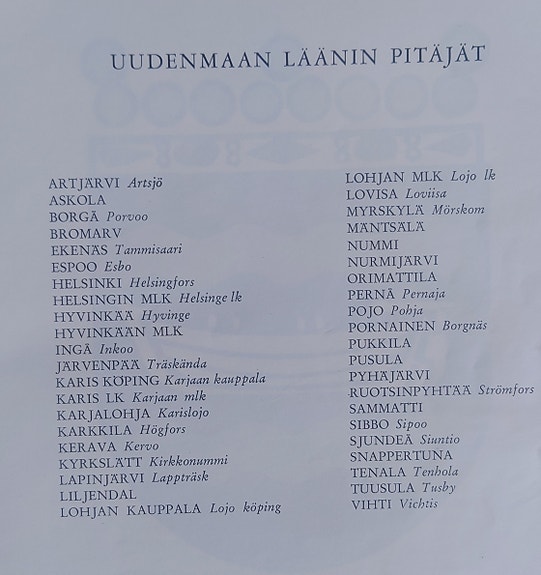 UUDENMAAN LÄÄNIN PITÄJÄT
ARTJÄRVI Artsjö
ASKOLA
BORGÅ Porvoo
BROMARV
EKENÄS Tammisaari
ESPOO Esbo
HELSINKI Helsingfors
HELSINGIN MLK Helsinge lk
HYVINKÄÄ Hyvinge
HYVINKÄÄN MLK
INGÅ Inkoo
JÄRVENPÄÄ Träskända
KARIS KÖPING Karjaan kauppala
KARIS LK Karjaan mlk
KARJALOHJA Karislojo
KARKKILA Högfors
KERAVA Kervo
KYRKSLÄTT Kirkkonummi
LAPINJÄRVI Lappträsk
LILJENDAL
LOHJAN KAUPPALA Lojo köping
LOHJAN MLK Lojo lk
LOVISA Loviisa
MYRSKYLÄ Mörskom
MÄNTSÄLÄ
NUMMI
NURMIJÄRVI
ORIMATTILA
PERNÅ Pernaja
POJO Pohja
PORNAINEN Borgnäs
PUKKILA
PUSULA
PYHÄJÄRVI
RUOTSINPYHTÄÄ Strömfors
SAMMATTI
SIBBO Sipoo
SJUNDEÅ Siuntio
SNAPPERTUNA
TENALA Tenhola
TUUSULA Tusby
VIHTI Vichtis